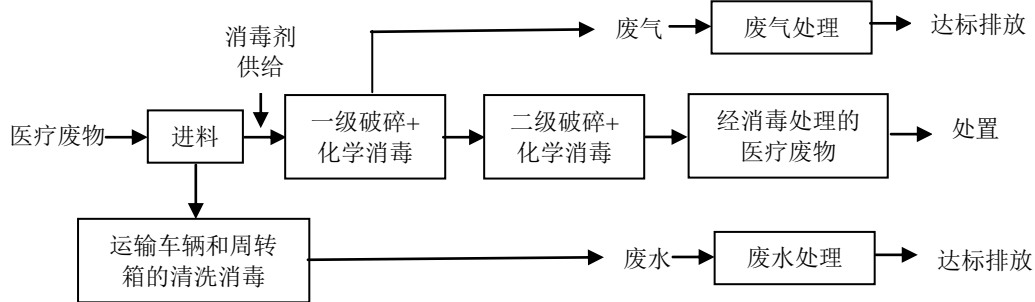 废气
废气处理
达标排放
消毒剂
供给
医疗废物
进料
一级破碎+
化学消毒
二级破碎+
化学消毒
经消毒处理的
医疗废物
处置
运输车辆和周转
箱的清洗消毒
废水
废水处理
达标排放